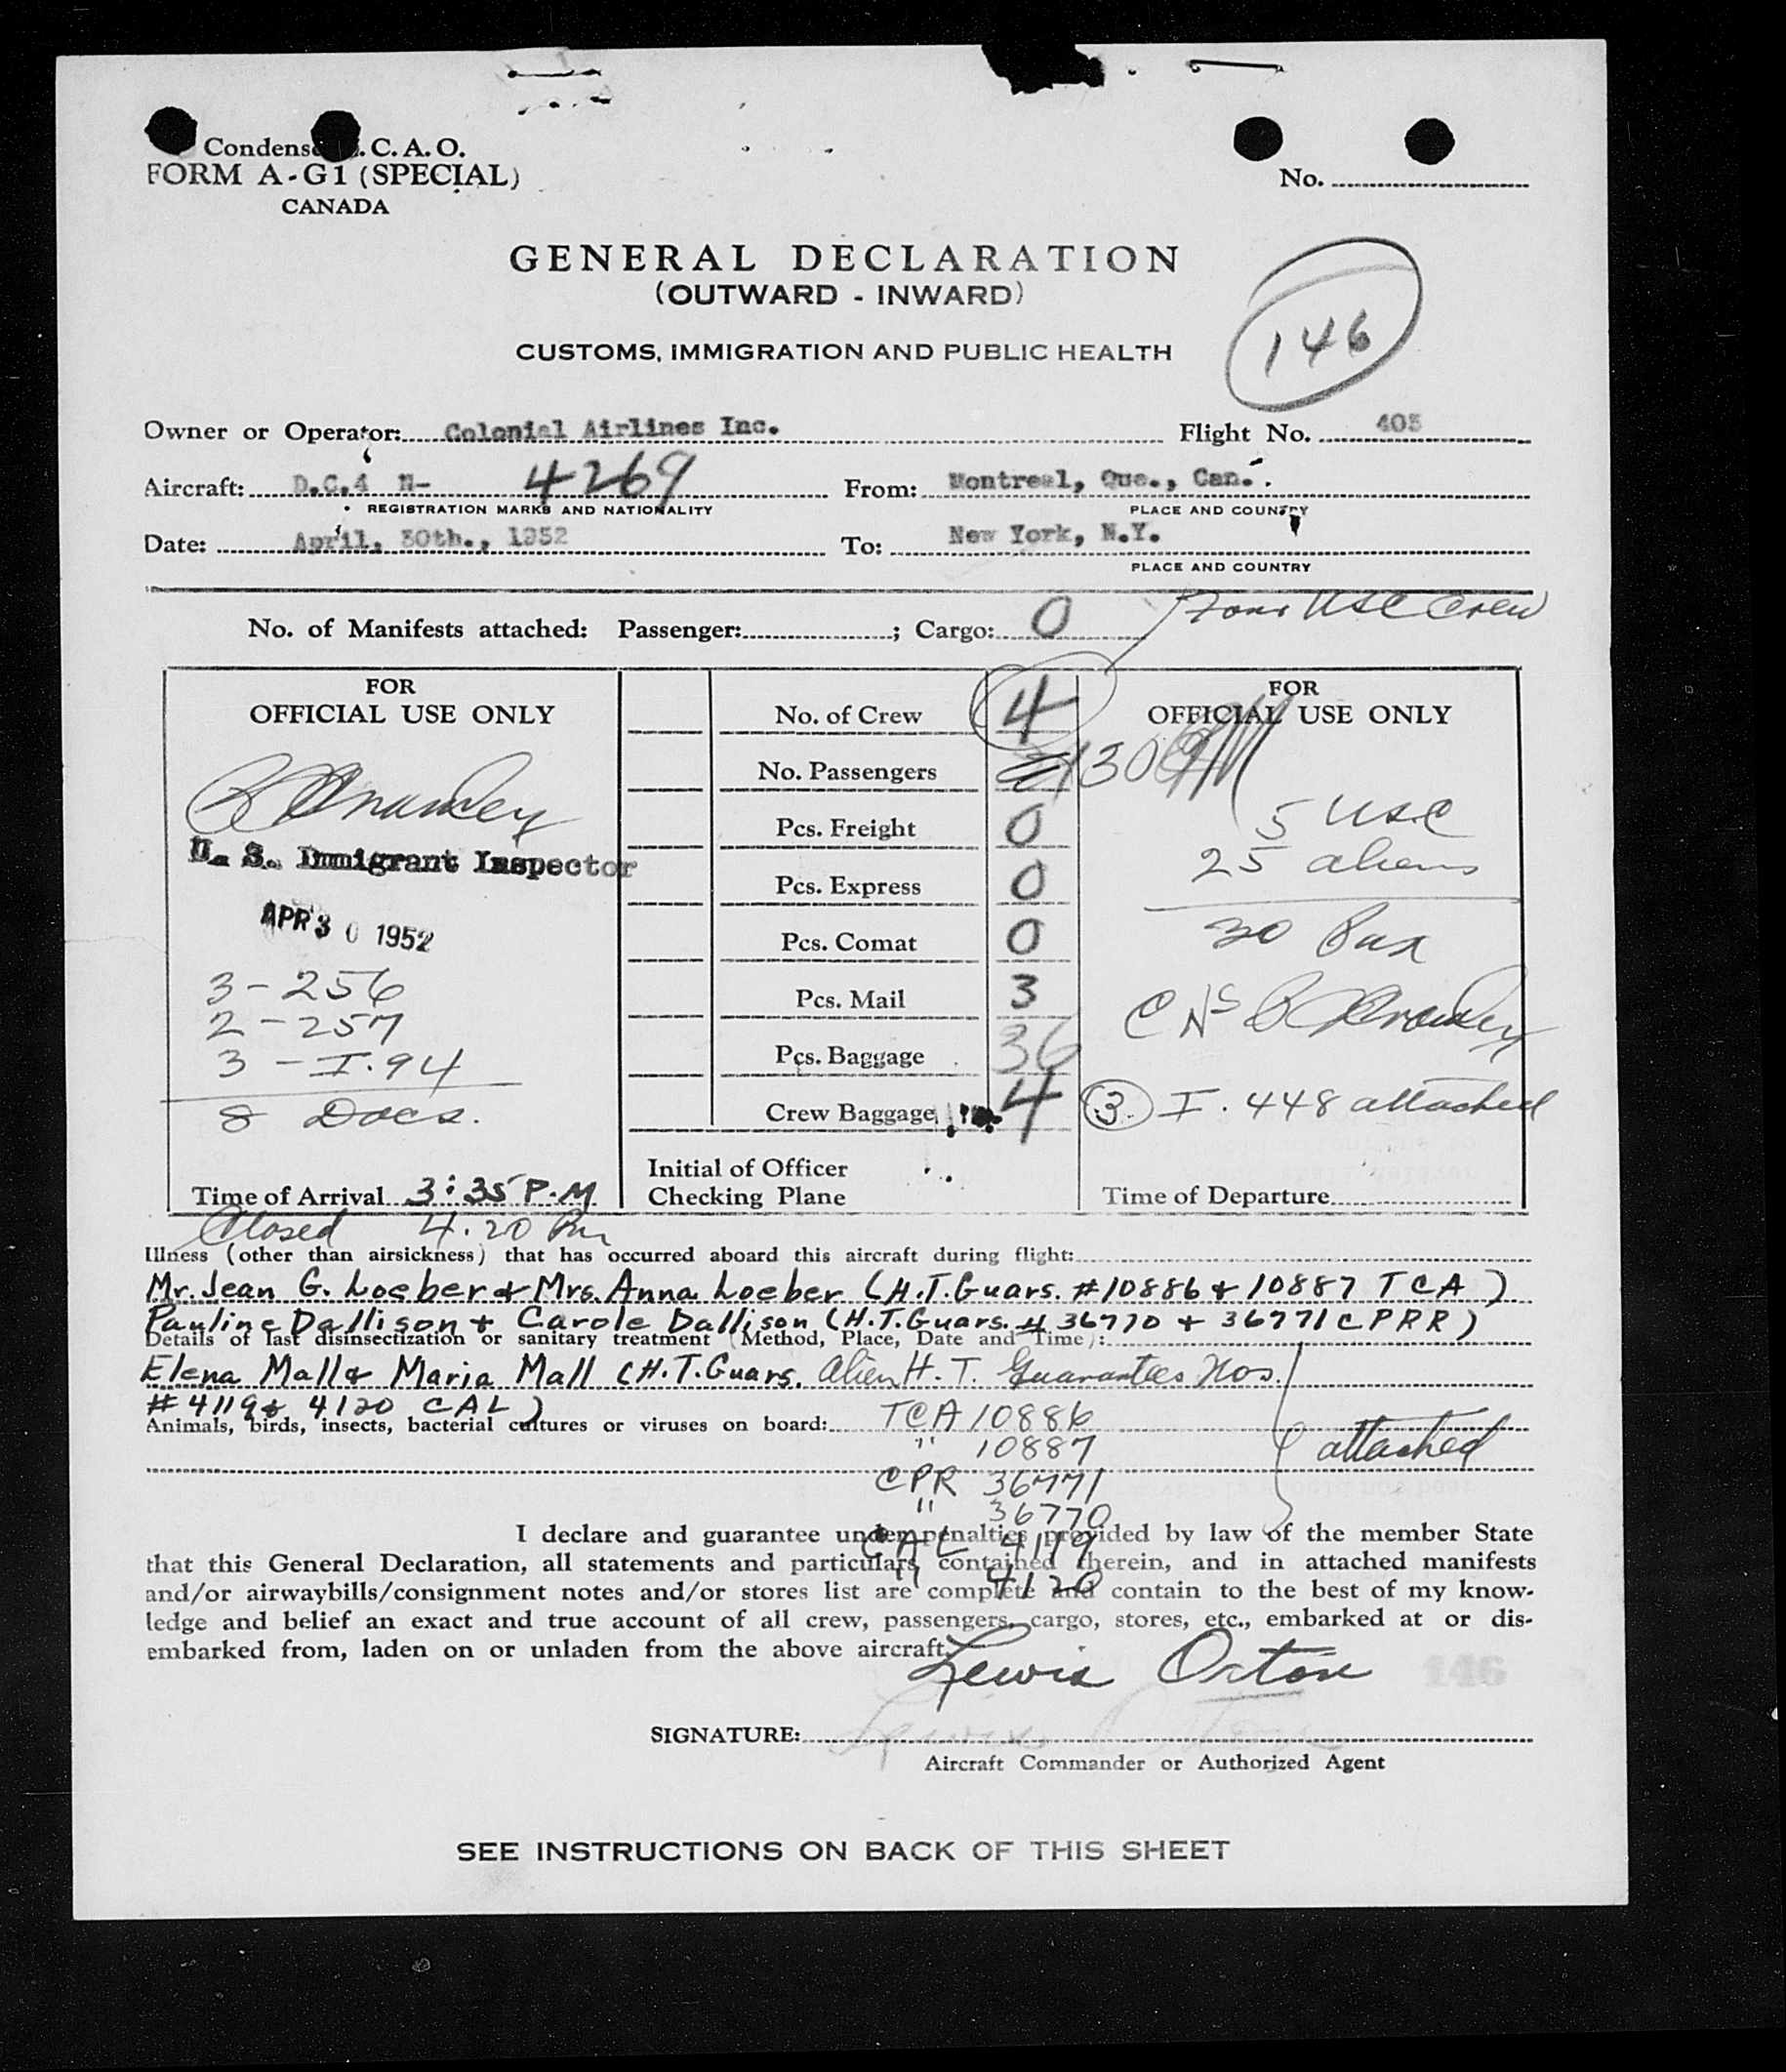 Condens . C. A. O.
FORM A-G1 (SPECIAL)
CANADA
No.
GENERAL DECLARATION
(OUTWARD - INWARD)
146
CUSTOMS, IMMIGRATION AND PUBLIC HEALTH
Owner or Operator: Colonial Airlines Inc. Flight No. 403
Aircraft: D.C.4 N- 4269 From: Montreal, Que., Can.
REGISTRATION MARKS AND NATIONALITY PLACE AND COUNTRY
Date: April, 30th., 1952 To: New York, N.Y.
PLACE AND COUNTRY
Four USC Crew
No. of Manifests attached: Passenger: ; Cargo: 0
FOR
OFFICIAL USE ONLY
U. S. Immigrant Inspector
APR 3 0 1952
3 - 256
2 - 257
3 - I.94
8 Docs.
Time of Arrival 3:35 P.M
Closed 4.20 Pm
No. of Crew 4
No. Passengers 30
Pcs. Freight 0
Pcs. Express 0
Pcs. Comat 0
Pcs. Mail 3
Pcs. Baggage 36
Crew Baggage 4
Initial of Officer
Checking Plane
FOR
OFFICIAL USE ONLY
5 USC
25 aliens
30 Pax
(3) I. 448 attached
Time of Departure
Illness (other than airsickness) that has occurred aboard this aircraft during flight:
Mr. Jean G. Loeber & Mrs. Anna Loeber (H.T.Guars. #10886 & 10887 TCA)
Pauline Dallison & Carole Dallison (H.T.Guars. # 36770 & 36771 CPRR)
Details of last disinsectization or sanitary treatment (Method, Place, Date and Time):
Elena Mall & Maria Mall (H.T.Guars. Alien H. T. Guarantees Nos.
#4119 & 4120 CAL)
Animals, birds, insects, bacterial cultures or viruses on board: TCA 10886
" 10887 attached
CPR 36771
" 36770
CAL 4119
" 4120
I declare and guarantee under penalties provided by law of the member State
that this General Declaration, all statements and particulars contained therein, and in attached manifests
and/or airwaybills/consignment notes and/or stores list are complete and contain to the best of my know-
ledge and belief an exact and true account of all crew, passengers, cargo, stores, etc., embarked at or dis-
embarked from, laden on or unladen from the above aircraft.
Lewis Orton
146
SIGNATURE:
Aircraft Commander or Authorized Agent
SEE INSTRUCTIONS ON BACK OF THIS SHEET